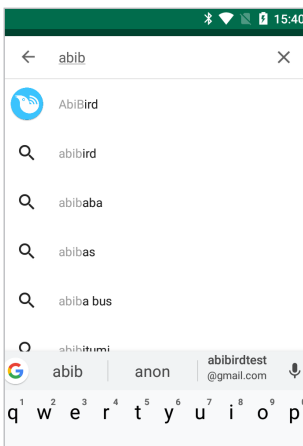 15:40
abib
AbiBird
abibird
abibaba
abibas
abiba bus
abibitumi
abib anon abibirdtest
@gmail.com
1 2 3 4 5 6 7 8 9
q w e r t y u i o p